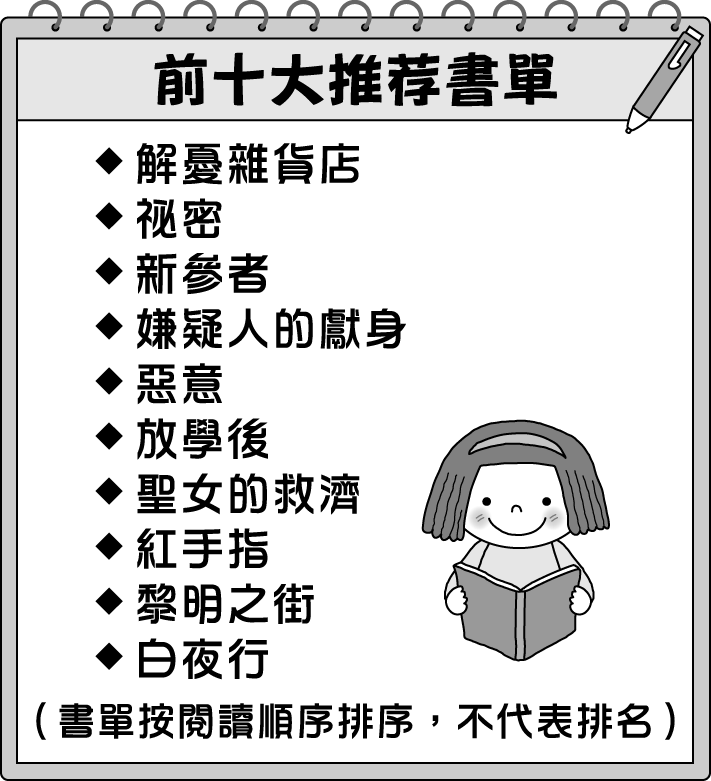 前十大推荐書單
◆解憂雜貨店
◆祕密
◆新參者
◆嫌疑人的獻身
◆惡意
◆放學後
◆聖女的救濟
◆紅手指
◆黎明之街
◆白夜行
（書單按閱讀順序排序，不代表排名）